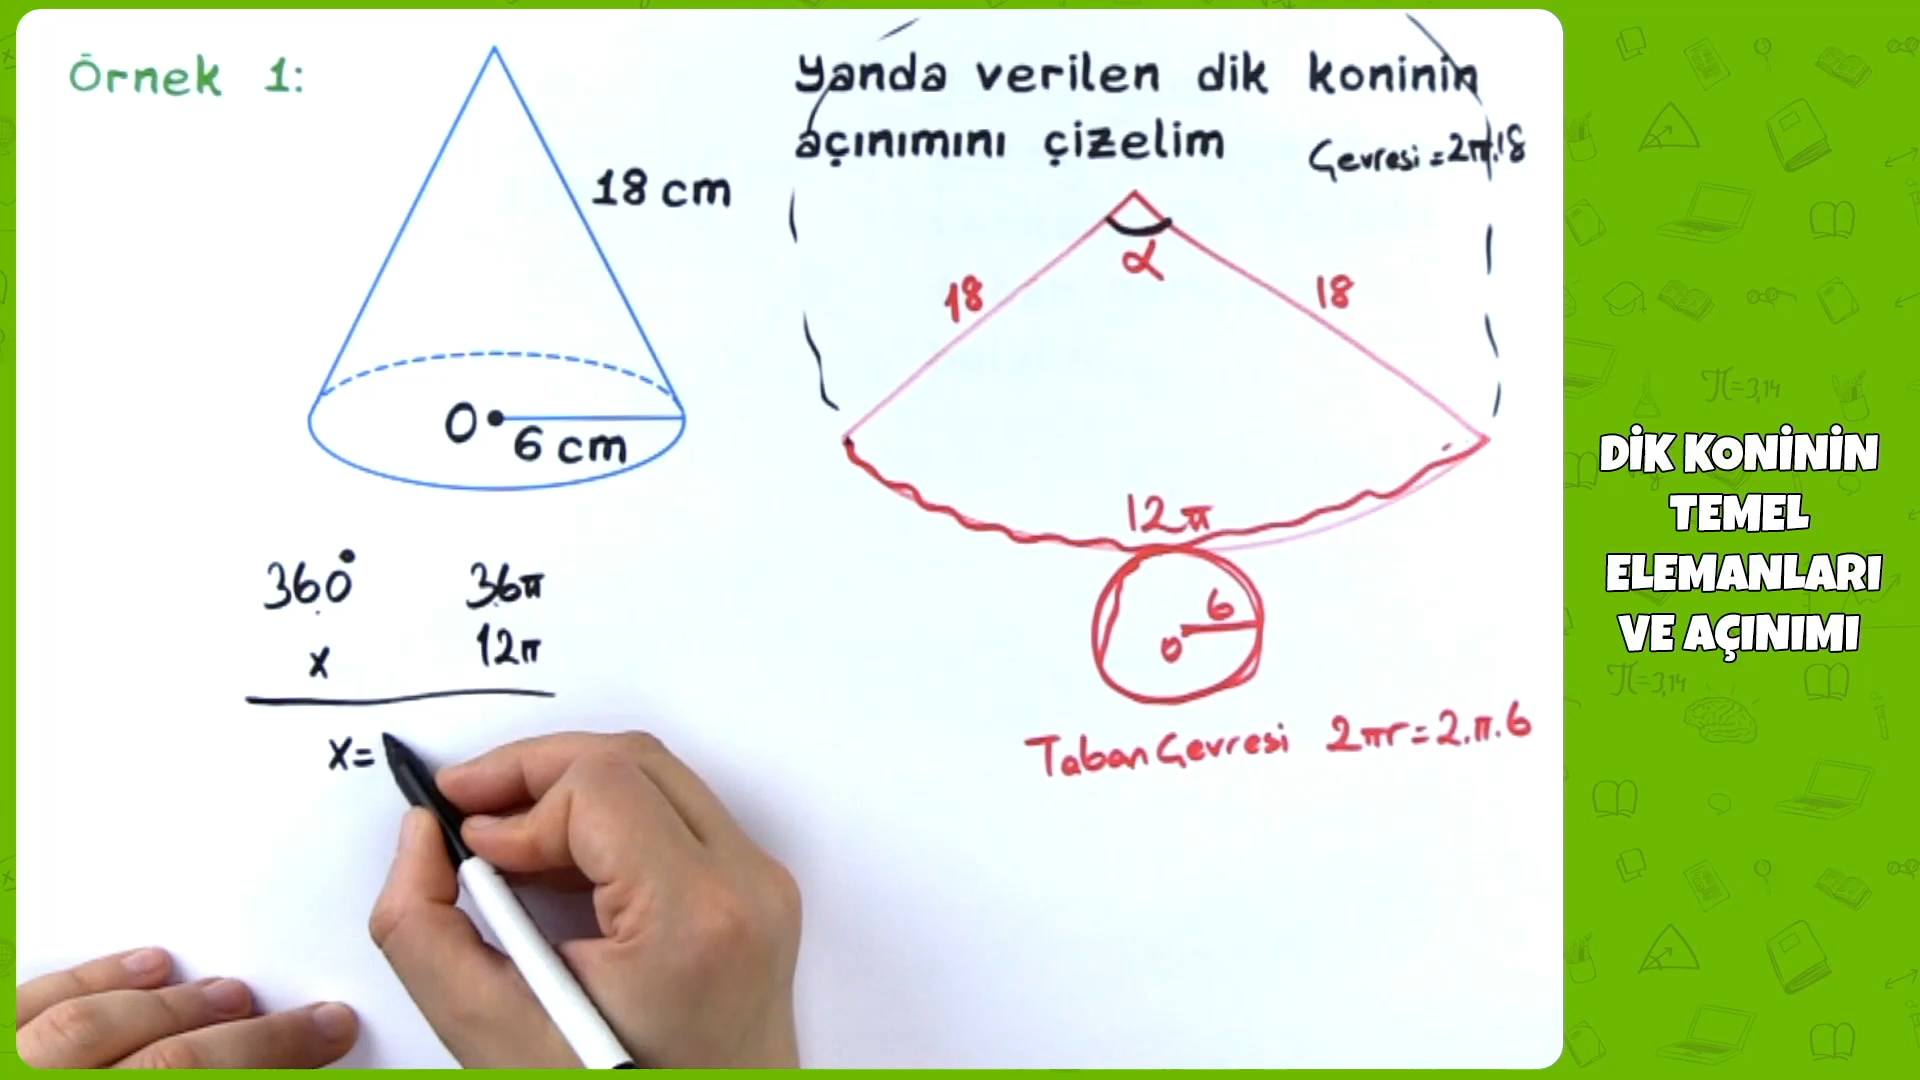 Örnek 1:
18 cm
O
6 cm
Yanda verilen dik koninin
açınımını çizelim
Çevresi = 2π.18
α
18
18
12π
6
O
Taban Çevresi 2πr = 2.π.6
360° 36π
x 12π
x =
DİK KONİNİN
TEMEL
ELEMANLARI
VE AÇINIMI
π=3,14
π=3,14